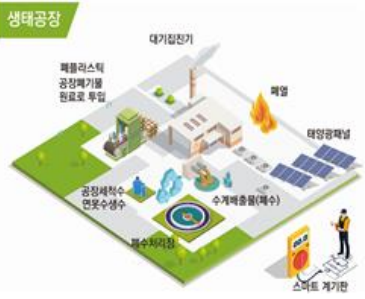 생태공장
대기집진기
폐플라스틱
공장폐기물
원료로 투입
폐열
태양광패널
공장세척수
연못수생수
수계배출물(폐수)
폐수처리장
스마트 계기판